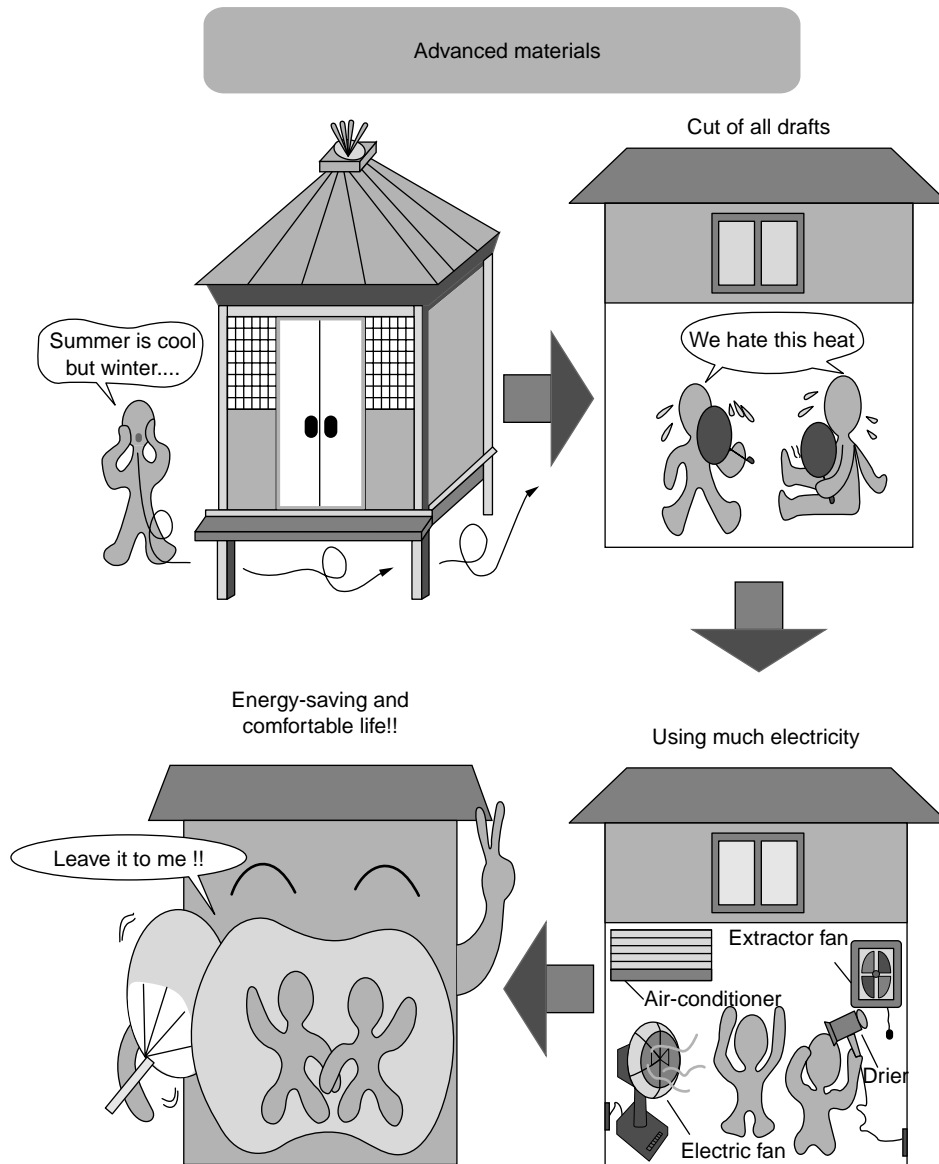 Advanced materials
Cut of all drafts
Summer is cool
but winter....
We hate this heat
Energy-saving and
comfortable life!!
Using much electricity
Leave it to me !!
Extractor fan
Air-conditioner
Drier
Electric fan